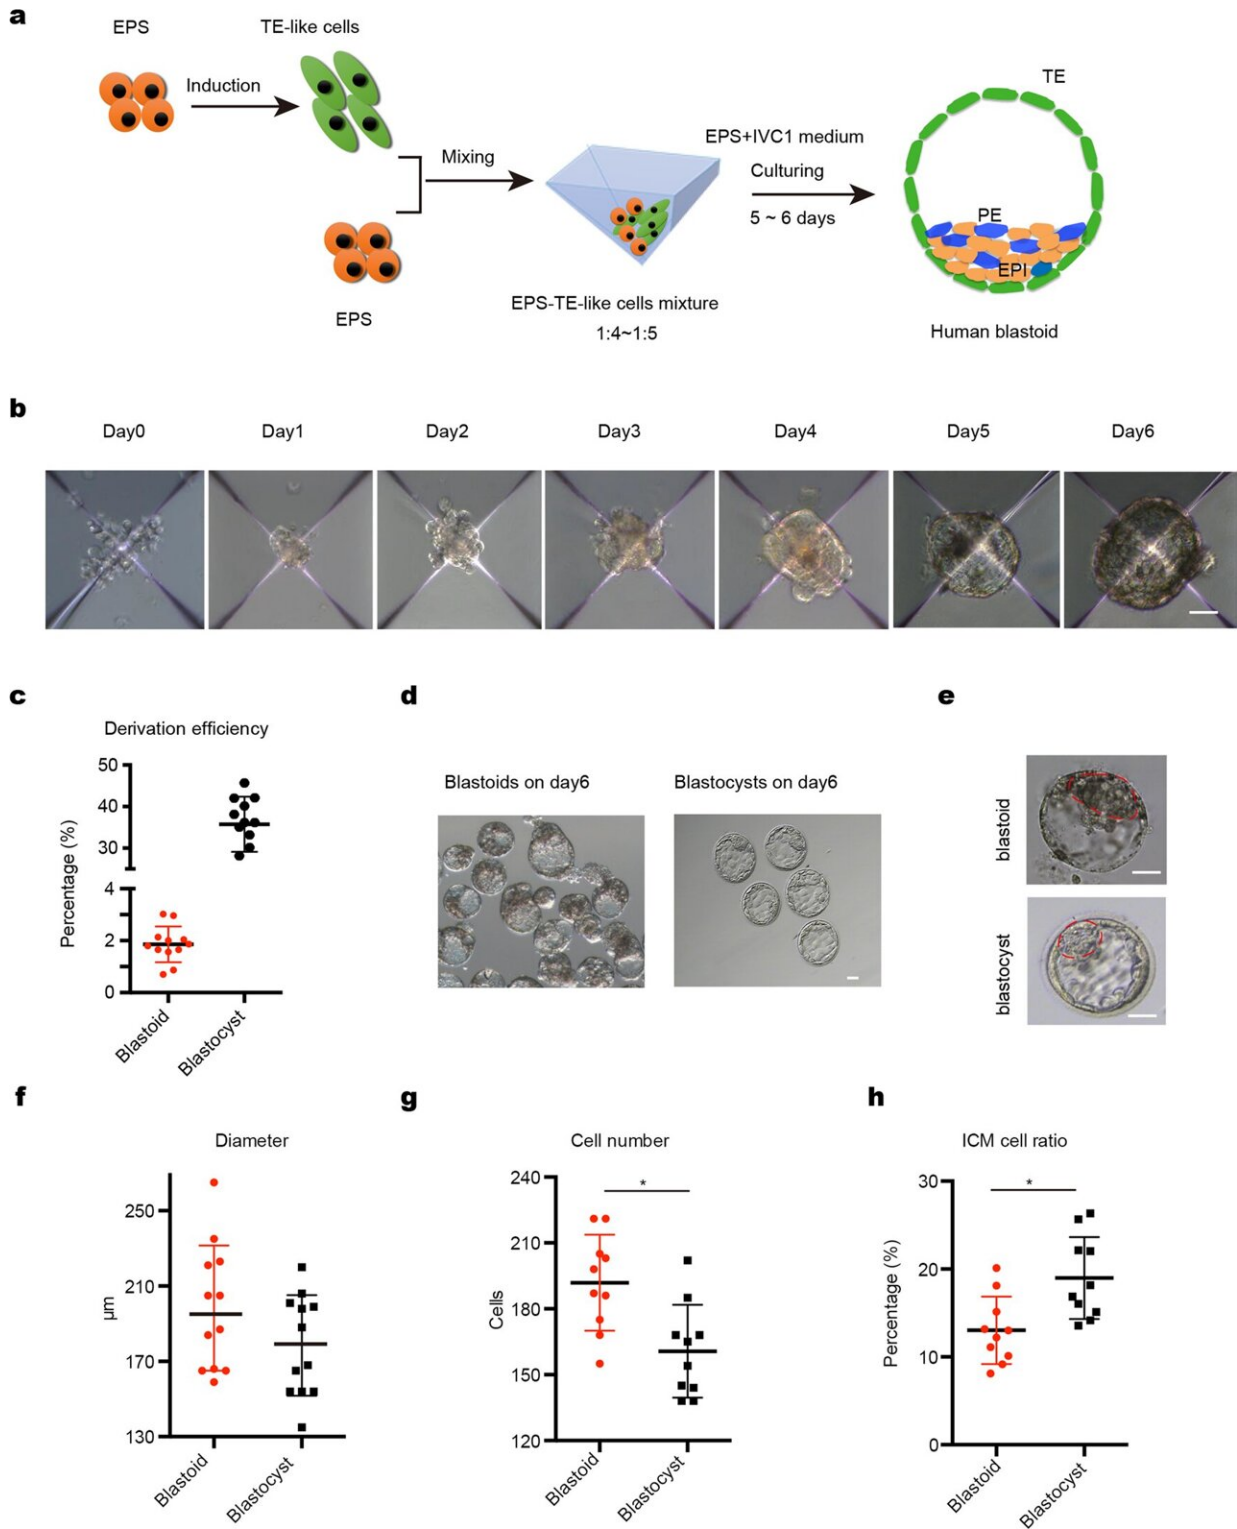 a
EPS
TE-like cells
Induction
Mixing
EPS
EPS-TE-like cells mixture
1:4~1:5
EPS+IVC1 medium
Culturing
5 ~ 6 days
TE
PE
EPI
Human blastoid
b
Day0
Day1
Day2
Day3
Day4
Day5
Day6
c
Derivation efficiency
Percentage (%)
50
40
30
4
2
0
Blastoid
Blastocyst
d
Blastoids on day6
Blastocysts on day6
e
blastoid
blastocyst
f
Diameter
µm
250
210
170
130
Blastoid
Blastocyst
g
Cell number
Cells
240
210
180
150
120
*
Blastoid
Blastocyst
h
ICM cell ratio
Percentage (%)
30
20
10
0
*
Blastoid
Blastocyst